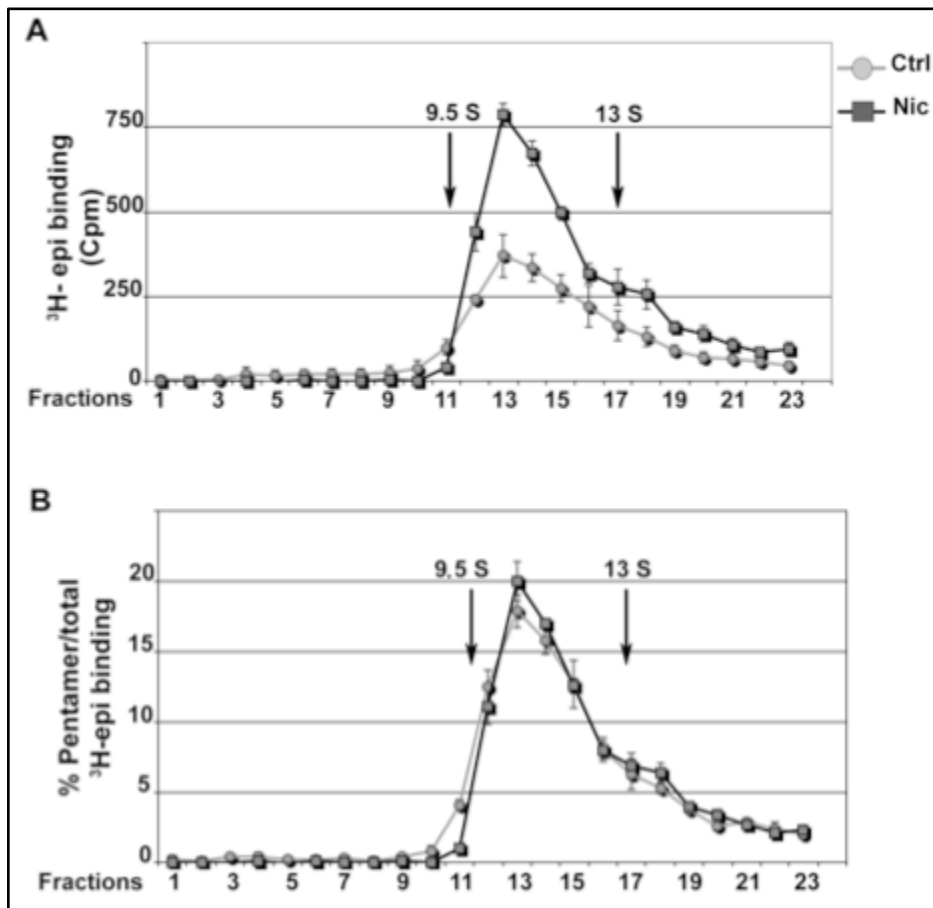 A
Ctrl
Nic
9.5 S
13 S
750
500
250
0
³H- epi binding
(Cpm)
Fractions
1 3 5 7 9 11 13 15 17 19 21 23
B
9.5 S
13 S
20
15
10
5
0
% Pentamer/total
³H-epi binding
Fractions
1 3 5 7 9 11 13 15 17 19 21 23